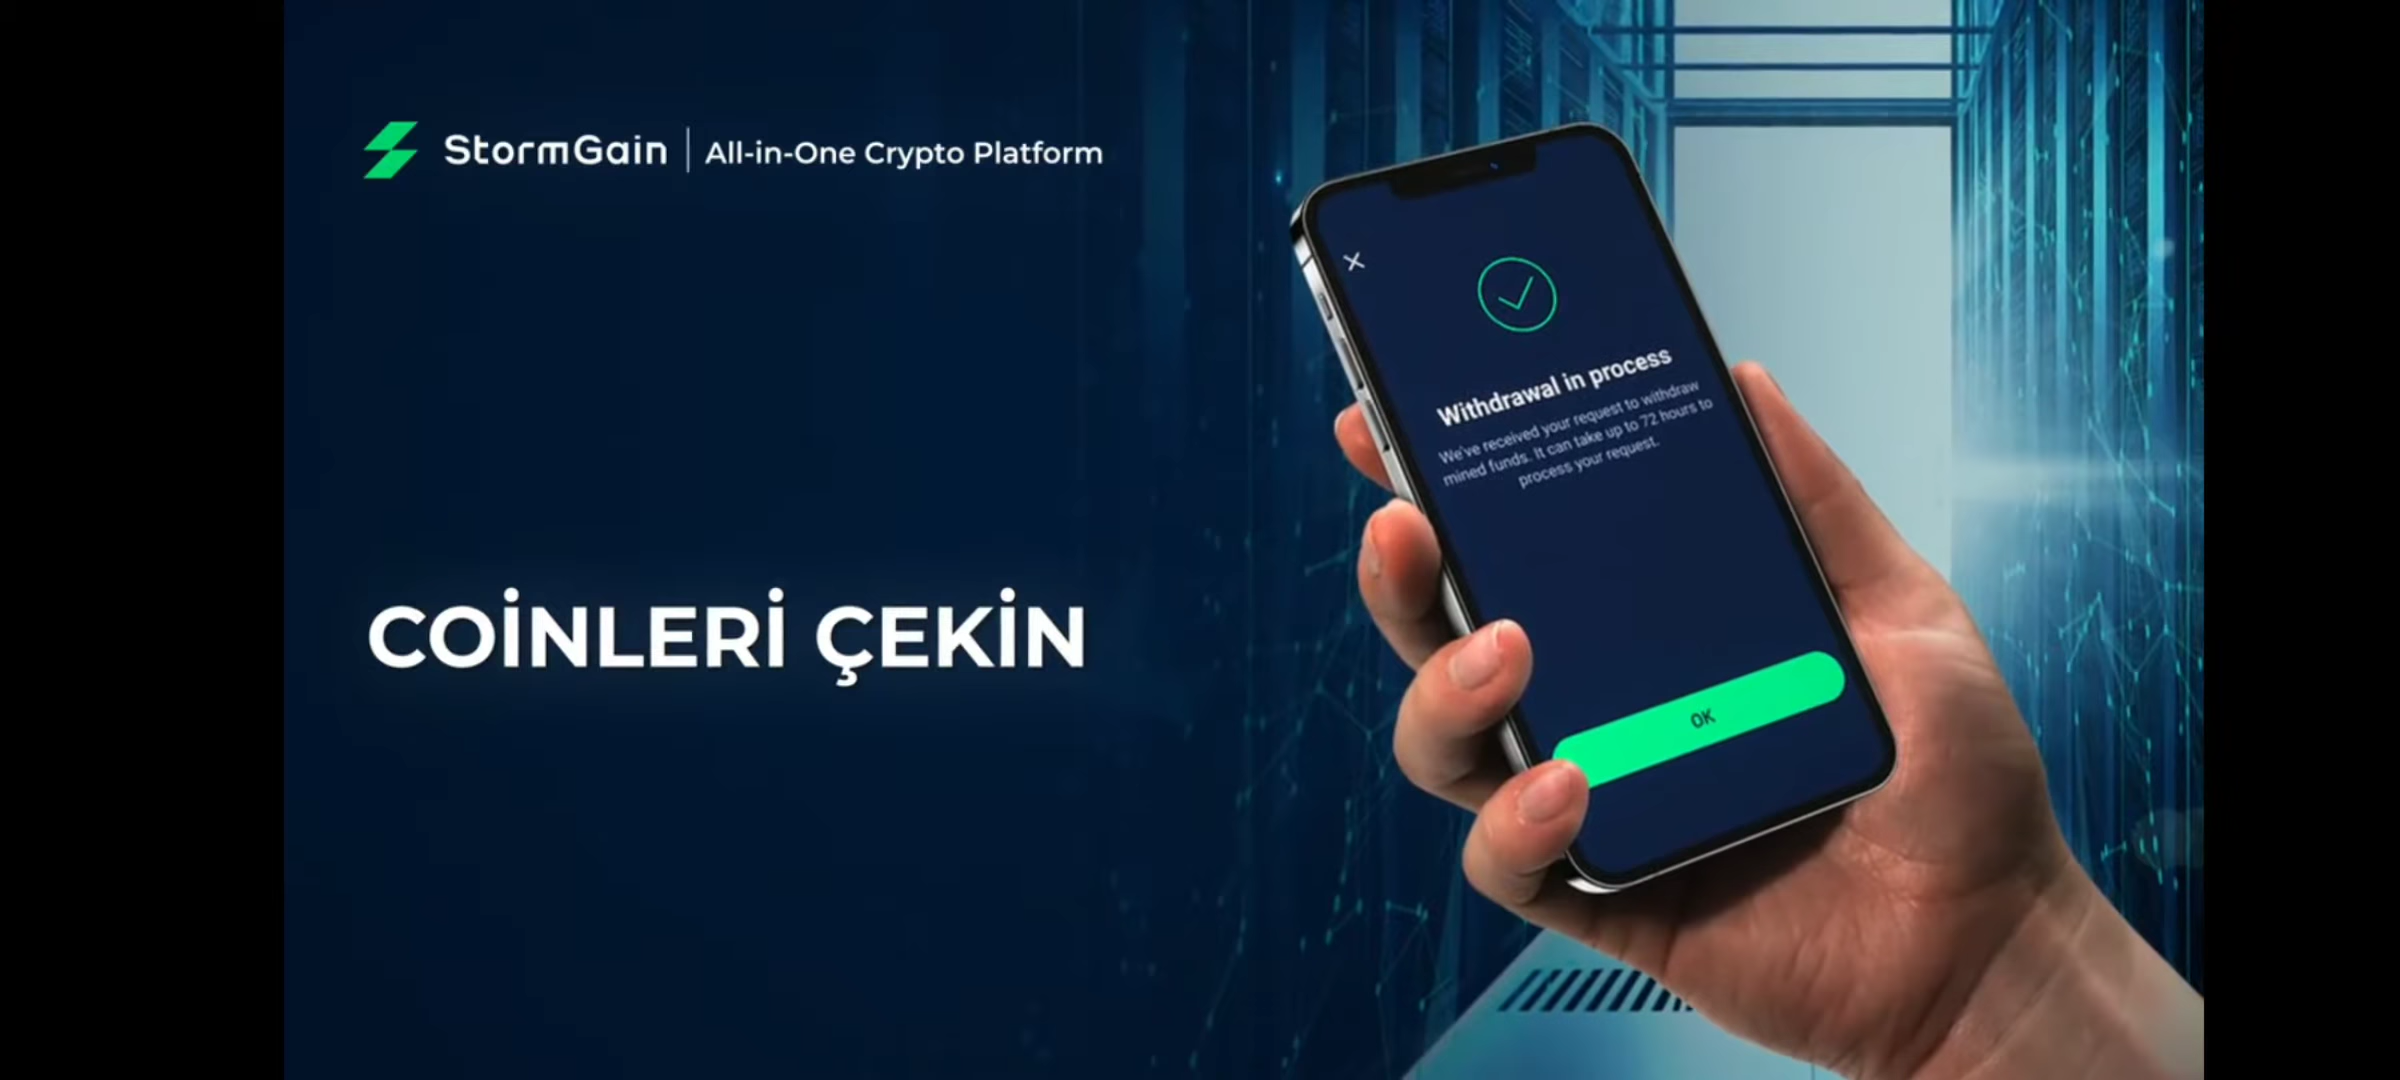 StormGain | All-in-One Crypto Platform
Withdrawal in process
We've received your request to withdraw
mined funds. It can take up to 72 hours to
process your request.
COİNLERİ ÇEKİN
OK